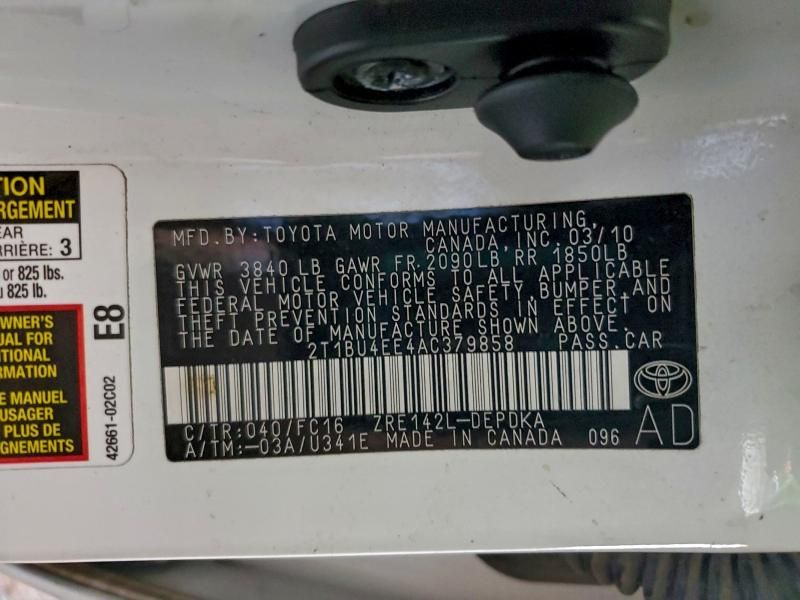 TION
RGEMENT
EAR
RRIÈRE: 3
or 825 lbs.
u 825 lb.
OWNER'S
UAL FOR
ITIONAL
FORMATION
E MANUEL
USAGER
PLUS DE
GNEMENTS
E8
42661-02C02
MFD.BY:TOYOTA MOTOR MANUFACTURING,
CANADA, INC. 03/10
GVWR 3840 LB GAWR FR.2090LB RR 1850LB
THIS VEHICLE CONFORMS TO ALL APPLICABLE
FEDERAL MOTOR VEHICLE SAFETY, BUMPER AND
THEFT PREVENTION STANDARDS IN EFFECT ON
THE DATE OF MANUFACTURE SHOWN ABOVE.
2T1BU4EE4AC379858 PASS.CAR
C/TR:040/FC16 ZRE142L-DEPDKA
A/TM:-03A/U341E MADE IN CANADA 096
AD